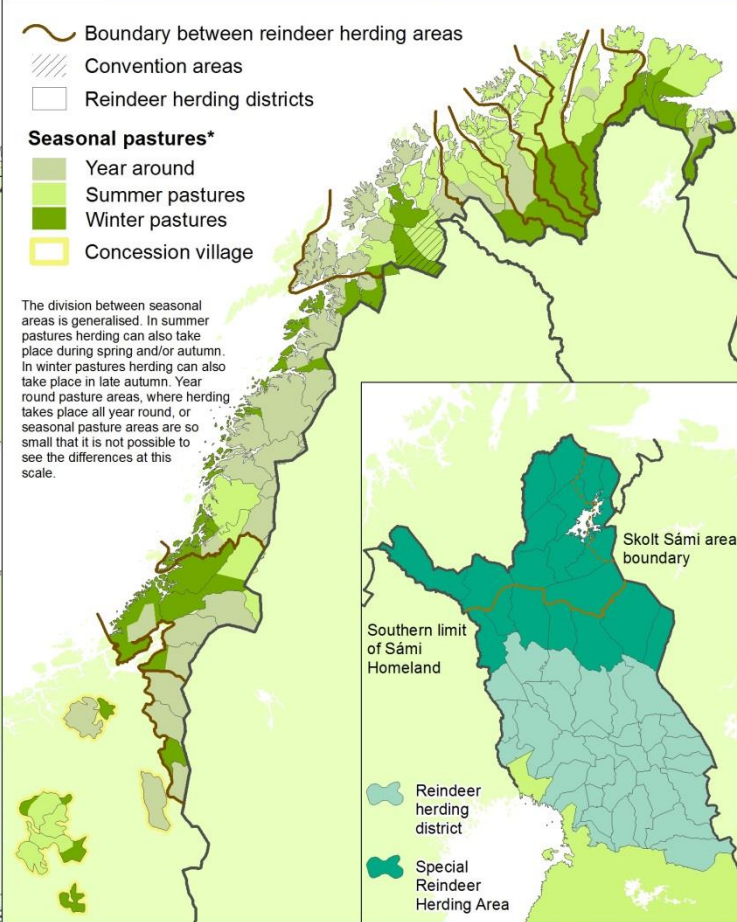 Boundary between reindeer herding areas
Convention areas
Reindeer herding districts
Seasonal pastures*
Year around
Summer pastures
Winter pastures
Concession village
The division between seasonal
areas is generalised. In summer
pastures herding can also take
place during spring and/or autumn.
In winter pastures herding can also
take place in late autumn. Year
round pasture areas, where herding
takes place all year round, or
seasonal pasture areas are so
small that it is not possible to
see the differences at this
scale.
Skolt Sámi area
boundary
Southern limit
of Sámi
Homeland
Reindeer
herding
district
Special
Reindeer
Herding Area